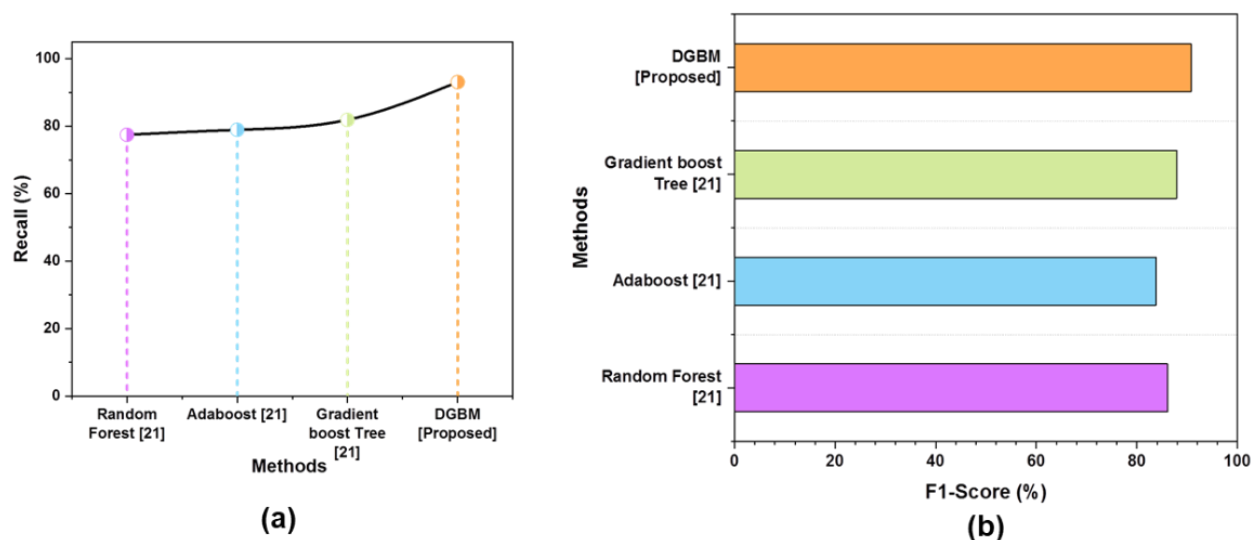 100
80
60
40
20
0
Recall (%)
Random
Forest [21]
Adaboost [21]
Gradient
boost Tree
[21]
DGBM
[Proposed]
Methods
(a)
DGBM
[Proposed]
Gradient boost
Tree [21]
Adaboost [21]
Random Forest
[21]
Methods
0 20 40 60 80 100
F1-Score (%)
(b)